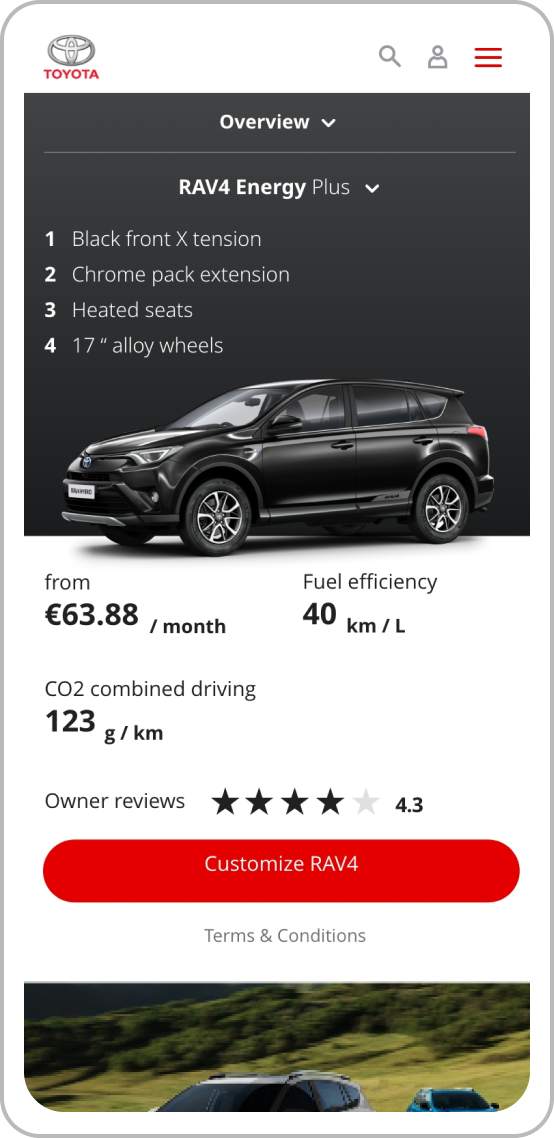 TOYOTA
Overview
RAV4 Energy Plus
1 Black front X tension
2 Chrome pack extension
3 Heated seats
4 17 “ alloy wheels
RAV4 HYBRID
from
€63.88 / month
Fuel efficiency
40 km / L
CO2 combined driving
123 g / km
Owner reviews 4.3
Customize RAV4
Terms & Conditions